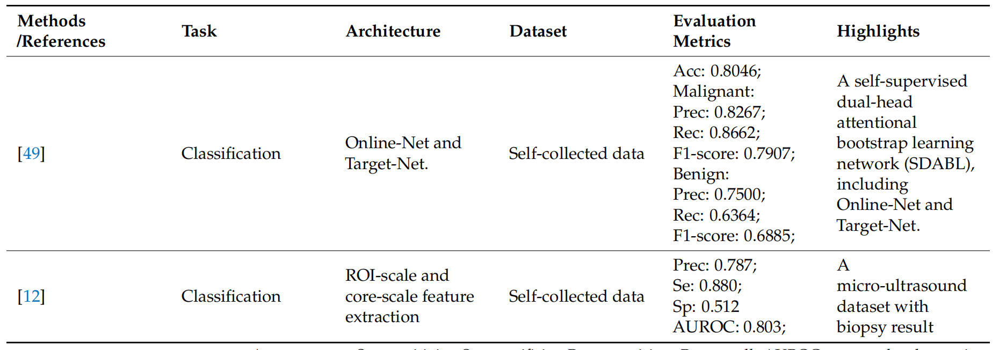 Methods
/References
Task
Architecture
Dataset
Evaluation
Metrics
Highlights
[49]
Classification
Online-Net and
Target-Net.
Self-collected data
Acc: 0.8046;
Malignant:
Prec: 0.8267;
Rec: 0.8662;
F1-score: 0.7907;
Benign:
Prec: 0.7500;
Rec: 0.6364;
F1-score: 0.6885;
A self-supervised
dual-head
attentional
bootstrap learning
network (SDABL),
including
Online-Net and
Target-Net.
[12]
Classification
ROI-scale and
core-scale feature
extraction
Self-collected data
Prec: 0.787;
Se: 0.880;
Sp: 0.512
AUROC: 0.803;
A
micro-ultrasound
dataset with
biopsy result